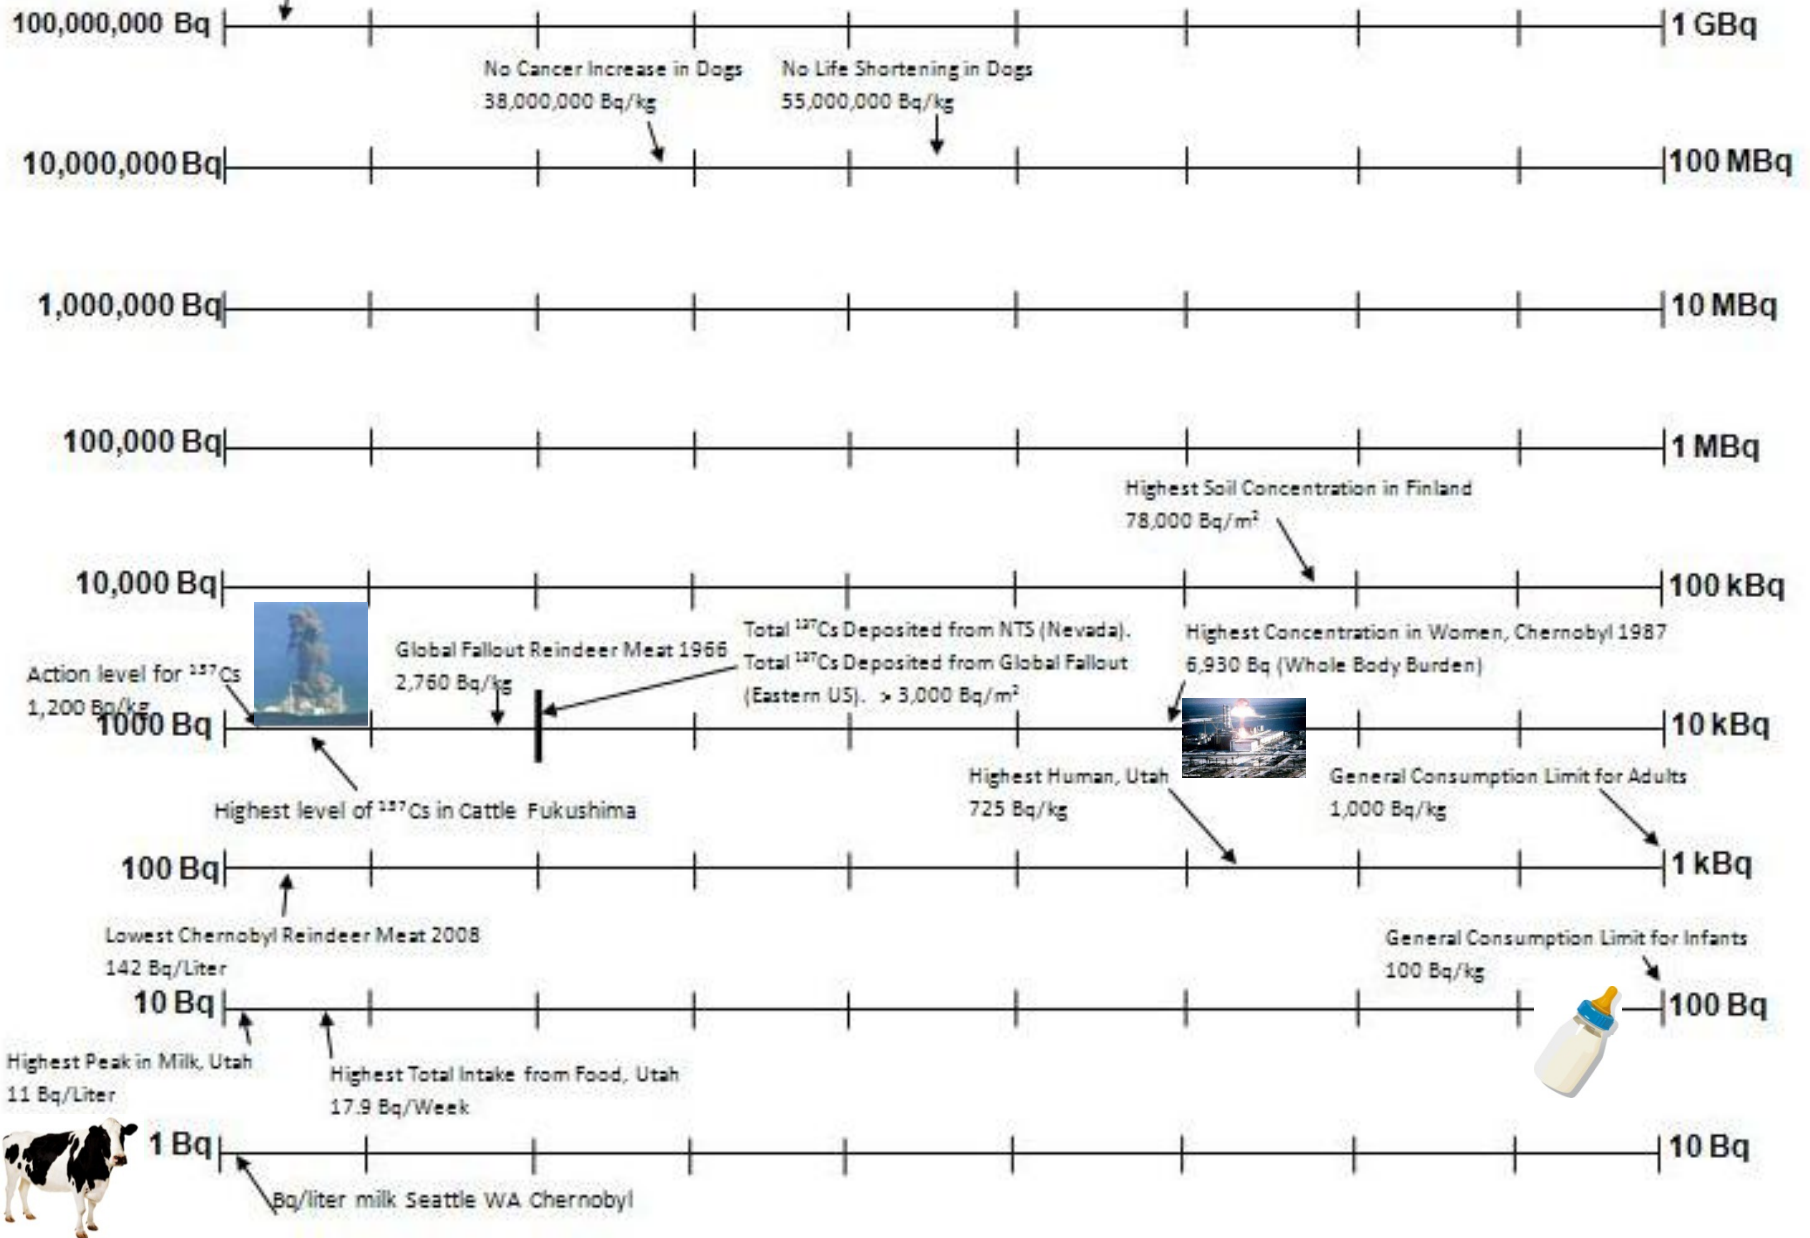 100,000,000 Bq
1 GBq
No Cancer Increase in Dogs
38,000,000 Bq/kg
No Life Shortening in Dogs
55,000,000 Bq/kg
10,000,000 Bq
100 MBq
1,000,000 Bq
10 MBq
100,000 Bq
1 MBq
Highest Soil Concentration in Finland
78,000 Bq/m²
10,000 Bq
100 kBq
Action level for ¹³⁷Cs
1,200 Bq/kg
Global Fallout Reindeer Meat 1966
2,760 Bq/kg
Total ¹³⁷Cs Deposited from NTS (Nevada).
Total ¹³⁷Cs Deposited from Global Fallout
(Eastern US). > 3,000 Bq/m²
Highest Concentration in Women, Chernobyl 1987
6,930 Bq (Whole Body Burden)
1000 Bq
10 kBq
Highest level of ¹³⁷Cs in Cattle Fukushima
Highest Human, Utah
725 Bq/kg
General Consumption Limit for Adults
1,000 Bq/kg
100 Bq
1 kBq
Lowest Chernobyl Reindeer Meat 2008
142 Bq/Liter
General Consumption Limit for Infants
100 Bq/kg
10 Bq
100 Bq
Highest Peak in Milk, Utah
11 Bq/Liter
Highest Total Intake from Food, Utah
17.9 Bq/Week
1 Bq
10 Bq
Bq/liter milk Seattle WA Chernobyl